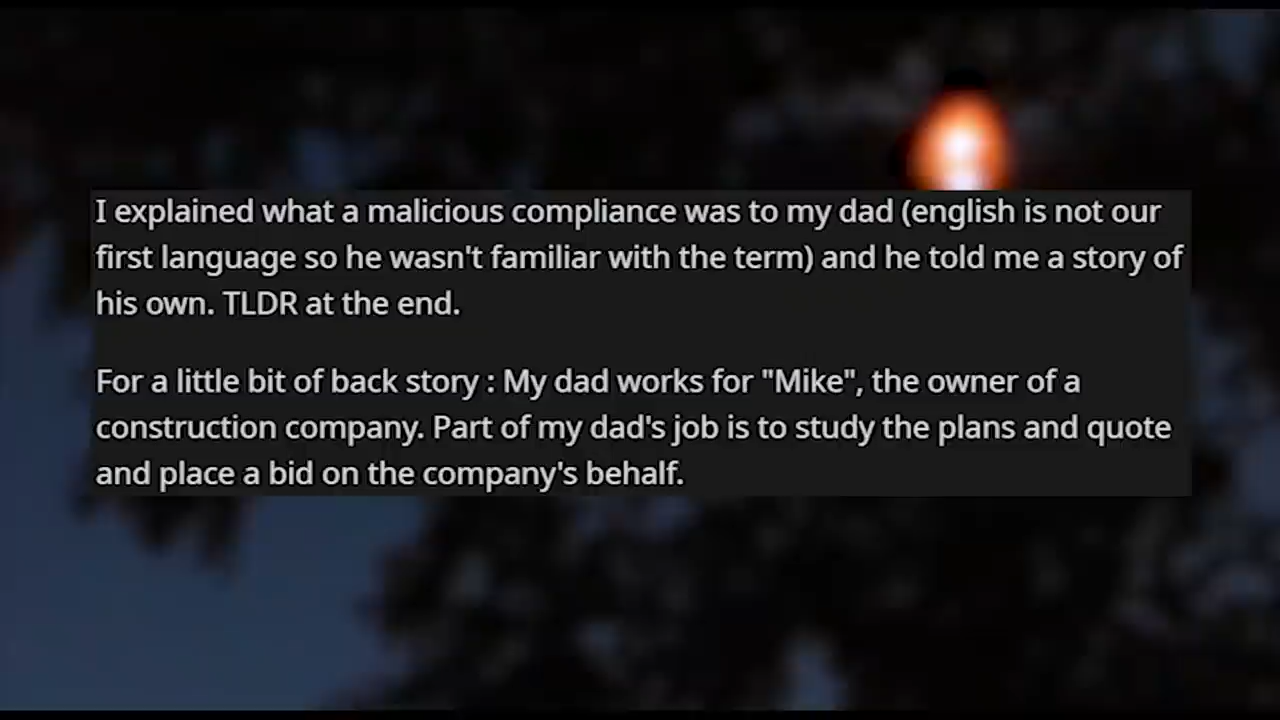 I explained what a malicious compliance was to my dad (english is not our
first language so he wasn't familiar with the term) and he told me a story of
his own. TLDR at the end.
For a little bit of back story : My dad works for "Mike", the owner of a
construction company. Part of my dad's job is to study the plans and quote
and place a bid on the company's behalf.